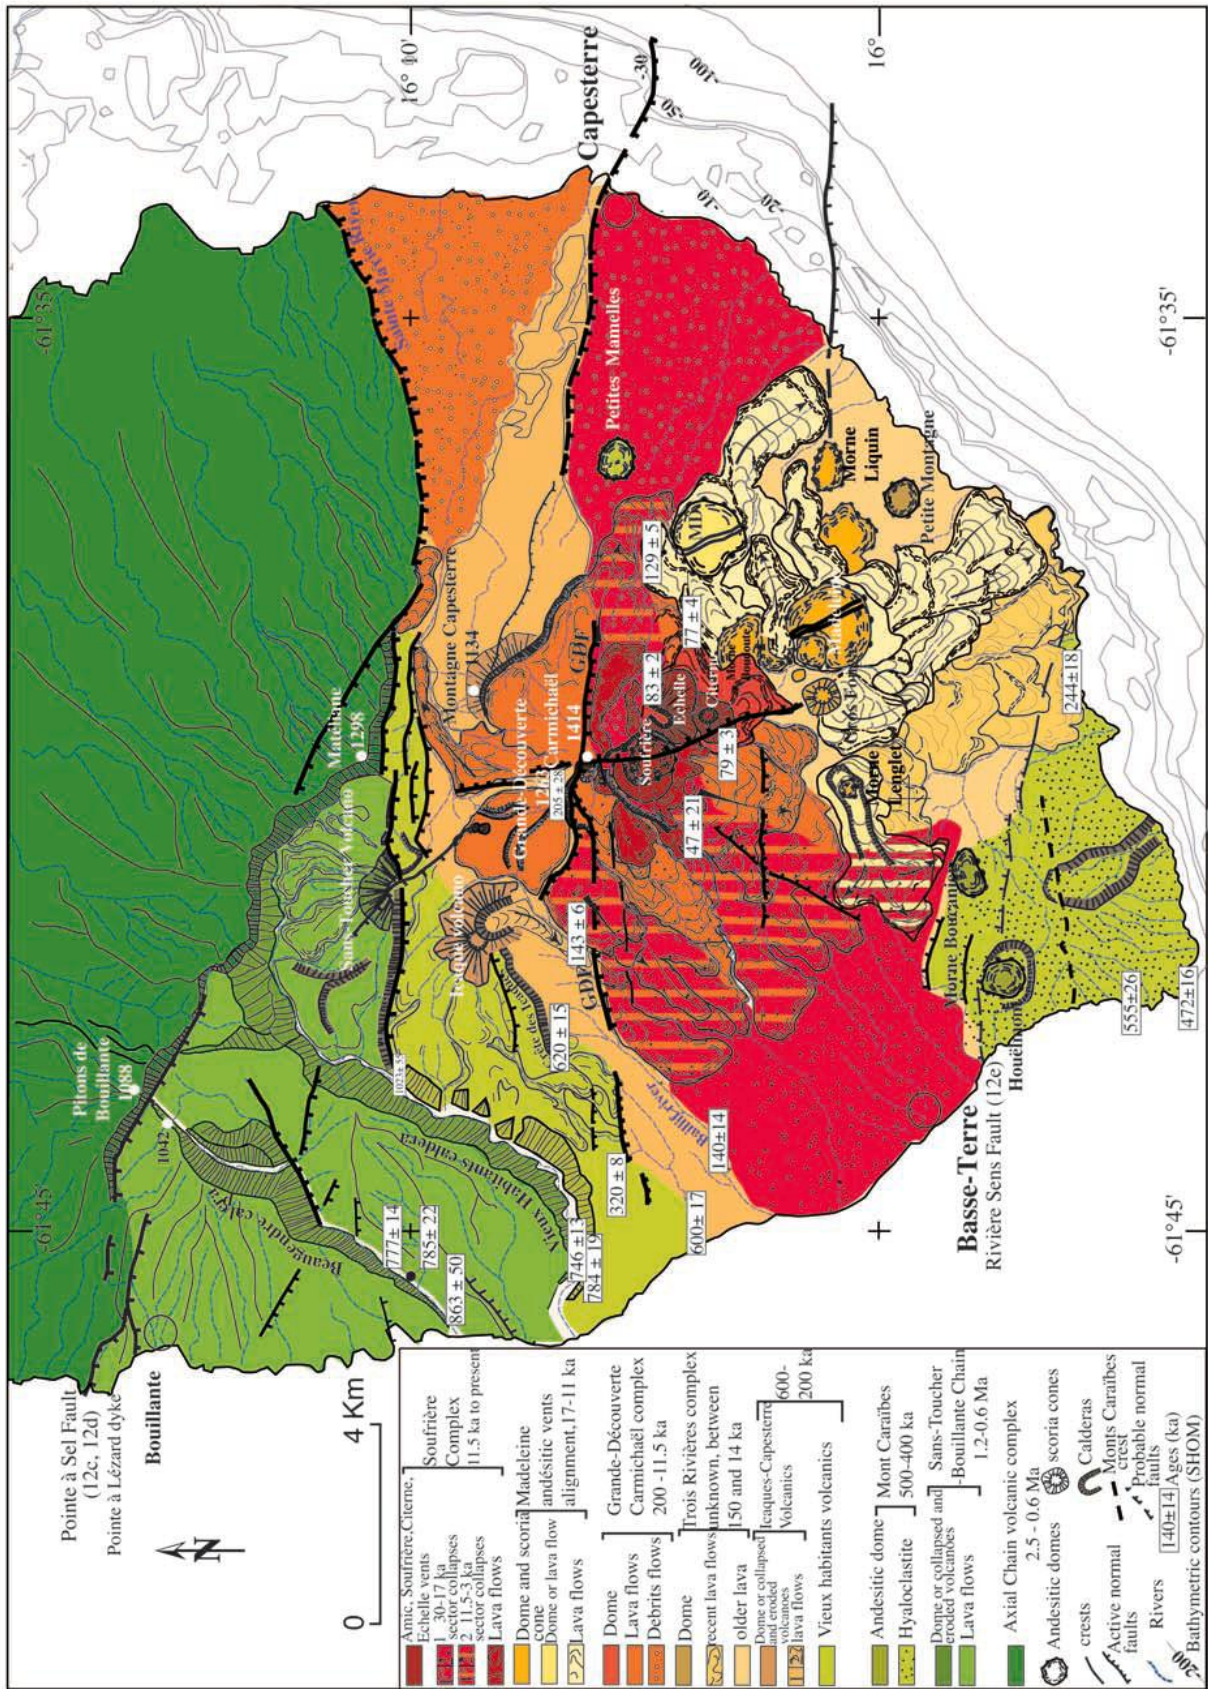 Pointe à Sel Fault
(12c, 12d)
Pointe à Lézard dyke
Bouillante
N
0 4 Km
-61°45'
-61°35'
16° 10'
16°
-61°45'
-61°35'
Pitons de
Bouillante
1088
1042
Matéliane
1298
Sans-Toucher Volcano
Sainte Marie River
Capesterre
-30
-50
-100
-10
-20
Beaugendre caldera
Vieux Habitants caldera
1023± 55
777± 14
785± 22
863 ± 50
746 ±13
784 ± 19
Montagne Capesterre
1134
Grande-Découverte
Carmichaël
1414
205 ± 28
GDF
GDF
620 ± 15
143 ± 6
320 ± 8
600± 17
140±14
Baillif river
Petites Mamelles
129 ± 5
MD
77 ± 4
83 ± 2
Soufrière
Echelle
Citerne
79 ± 3
47 ± 21
Morne
Liquin
Petite Montagne
Morne
Lenglet
244±18
Morne Boucanier
Houëlmont
555±26
472±16
Basse-Terre
Rivière Sens Fault (12e)
Amic, Soufrière,Citerne,
Echelle vents
1 30-17 ka
sector collapses
2 11.5-3 ka
sector collapses
Lava flows
Soufrière
Complex
11.5 ka to present
Dome and scoria
cone
Dome or lava flow
Lava flows
Madeleine
andésitic vents
alignment,17-11 ka
Dome
Lava flows
Debrits flows
Grande-Découverte
Carmichaël complex
200 -11.5 ka
Dome
recent lava flows
older lava
Trois Rivières complex
unknown, between
150 and 14 ka
Dome or collapsed
and eroded
volcanoes
lava flows
Icaques-Capesterre
Volcanics
600-
200 ka
Vieux habitants volcanics
Andesitic dome
Hyaloclastite
Mont Caraïbes
500-400 ka
Dome or collapsed and
eroded volcanoes
Lava flows
Sans-Toucher
-Bouillante Chain
1.2-0.6 Ma
Axial Chain volcanic complex
2.5 - 0.6 Ma
Andesitic domes
scoria cones
crests
Calderas
Active normal
faults
Monts Caraïbes
crest
Probable normal
faults
Rivers
140±14 Ages (ka)
-200 Bathymetric contours (SHOM)